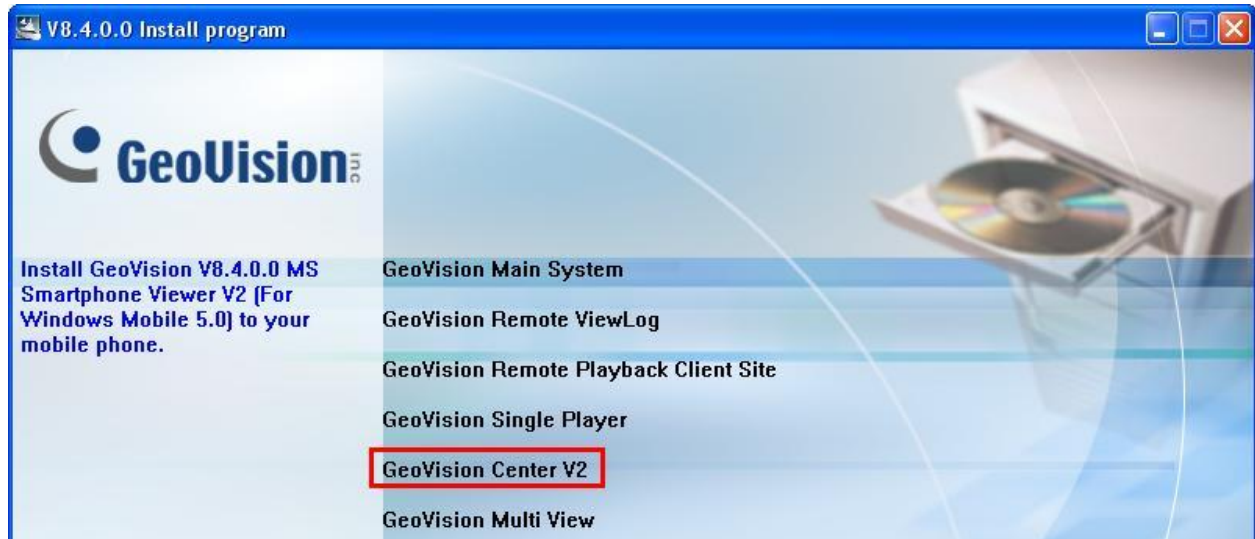 V8.4.0.0 Install program
GeoVision inc
Install GeoVision V8.4.0.0 MS
Smartphone Viewer V2 (For
Windows Mobile 5.0) to your
mobile phone.
GeoVision Main System
GeoVision Remote ViewLog
GeoVision Remote Playback Client Site
GeoVision Single Player
GeoVision Center V2
GeoVision Multi View